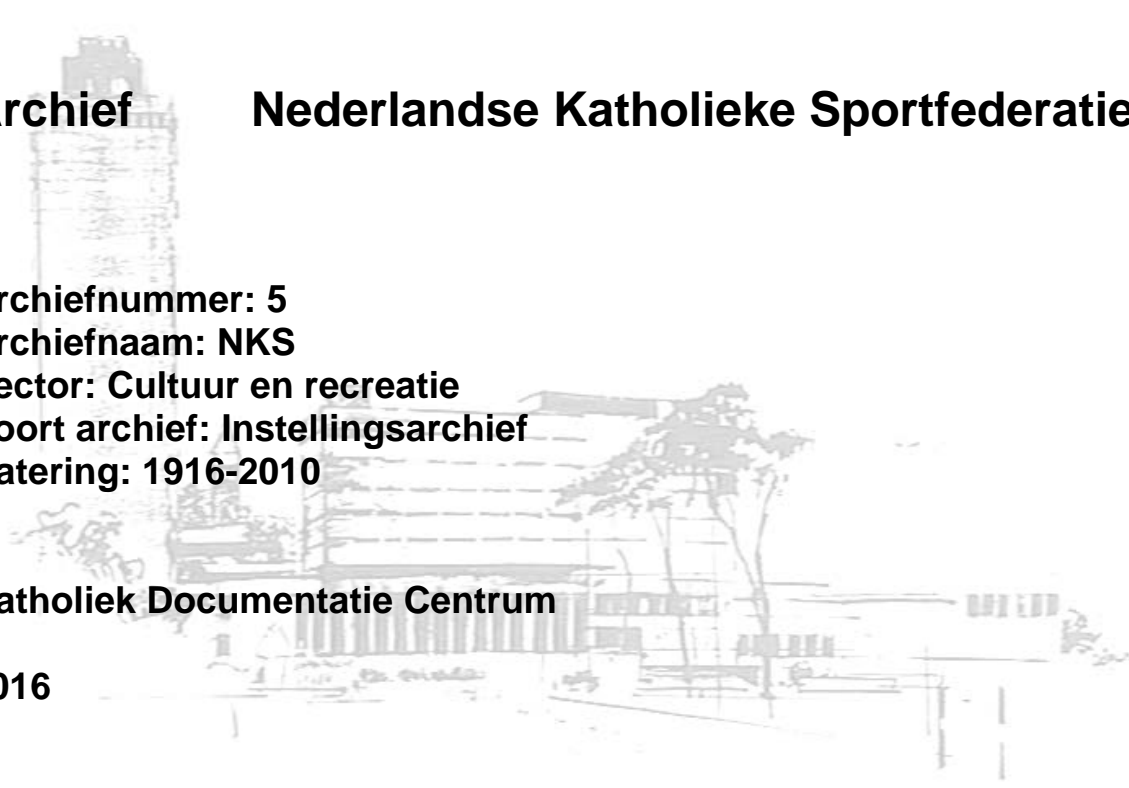 rchief Nederlandse Katholieke Sportfederatie
rchiefnummer: 5
rchiefnaam: NKS
ector: Cultuur en recreatie
oort archief: Instellingsarchief
atering: 1916-2010
atholiek Documentatie Centrum
016